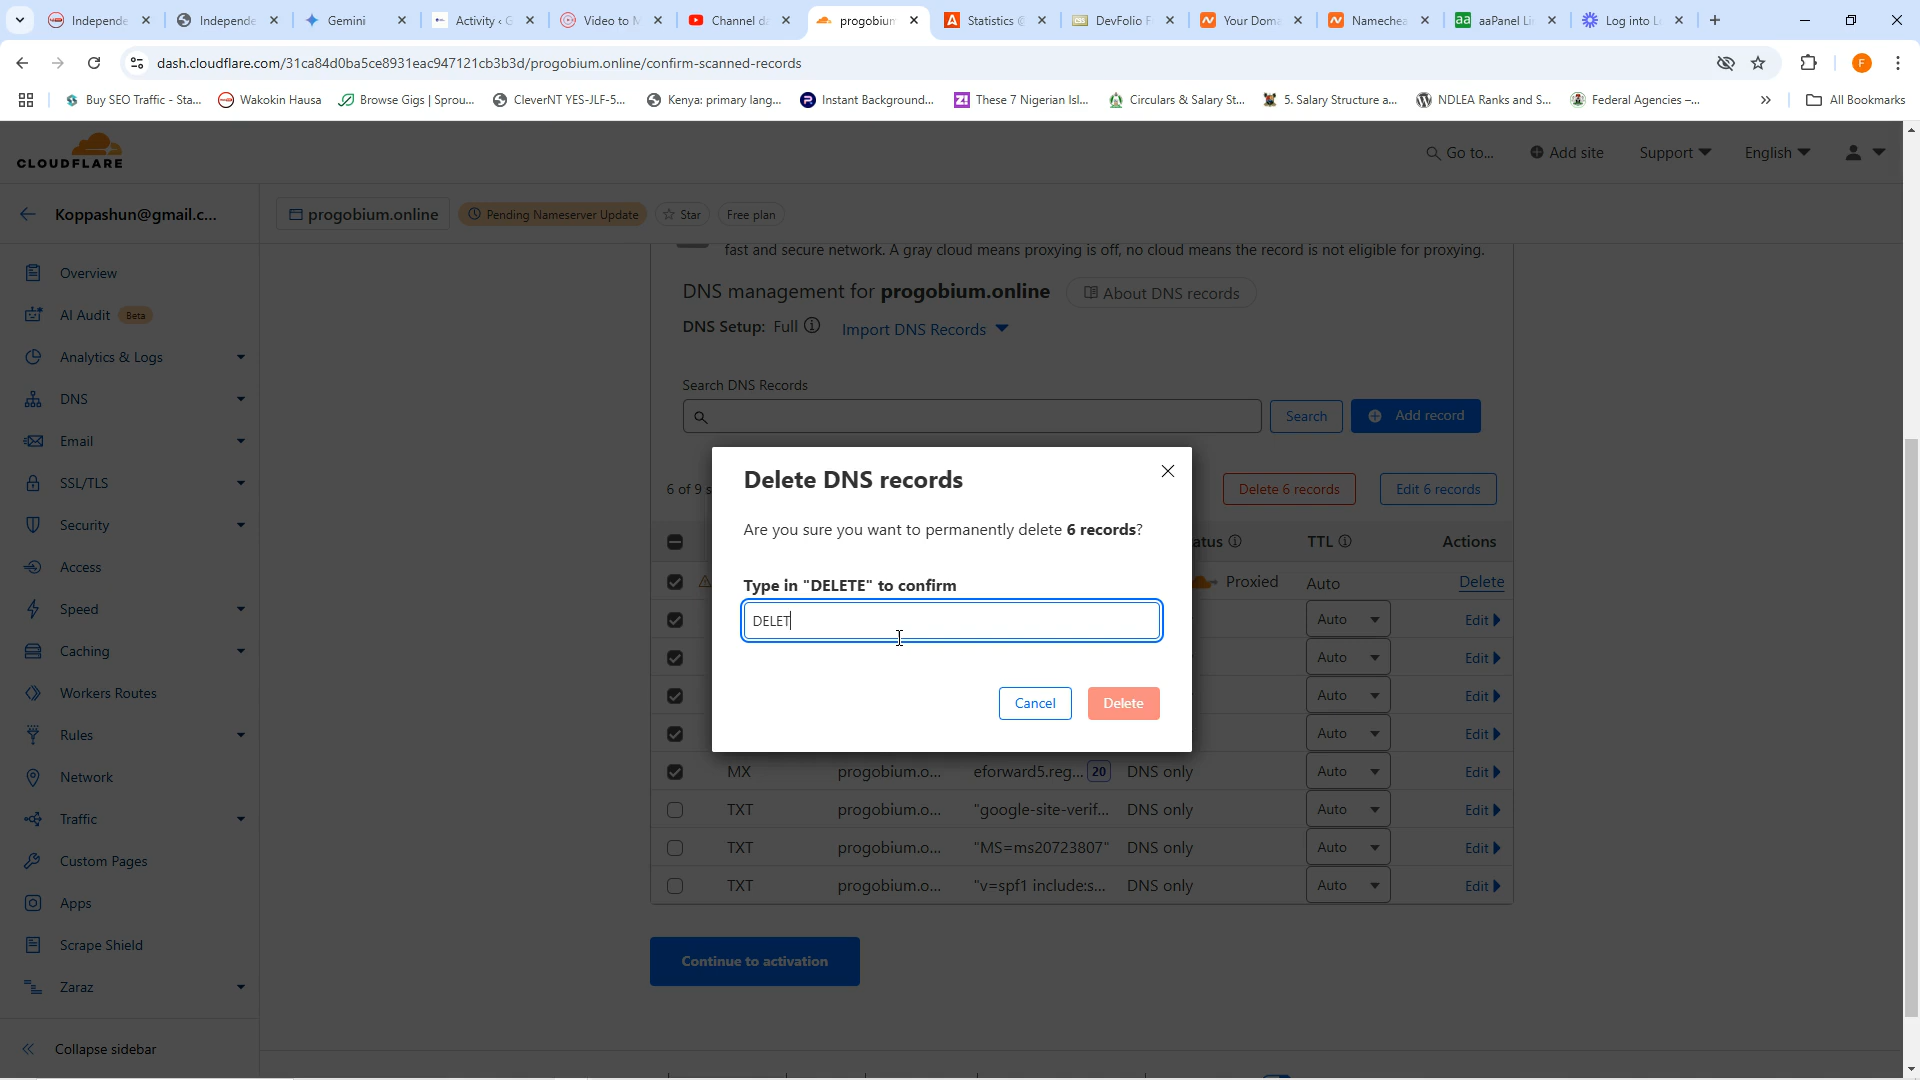 Independe
Independe
Gemini
Activity ‹ G
Video to M
Channel da
progobium
Statistics
DevFolio F
Your Doma
Namechea
aaPanel Li
Log into L
dash.cloudflare.com/31ca84d0ba5ce8931eac947121cb3b3d/progobium.online/confirm-scanned-records
F
Buy SEO Traffic - Sta...
Wakokin Hausa
Browse Gigs | Sprou...
CleverNT YES-JLF-5...
Kenya: primary lang...
Instant Background...
These 7 Nigerian Isl...
Circulars & Salary St...
5. Salary Structure a...
NDLEA Ranks and S...
Federal Agencies –...
»
All Bookmarks
CLOUDFLARE
Go to...
Add site
Support
English
Koppashun@gmail.c...
progobium.online
Pending Nameserver Update
Star
Free plan
Overview
AI Audit Beta
Analytics & Logs
DNS
Email
SSL/TLS
Security
Access
Speed
Caching
Workers Routes
Rules
Network
Traffic
Custom Pages
Apps
Scrape Shield
Zaraz
Collapse sidebar
fast and secure network. A gray cloud means proxying is off, no cloud means the record is not eligible for proxying.
DNS management for progobium.online
About DNS records
DNS Setup: Full
Import DNS Records
Search DNS Records
Search
Add record
6 of 9 s
Delete 6 records
Edit 6 records
atus
TTL
Actions
Proxied Auto Delete
Auto Edit
Auto Edit
Auto Edit
Auto Edit
MX progobium.o... eforward5.reg... 20 DNS only Auto Edit
TXT progobium.o... "google-site-verif... DNS only Auto Edit
TXT progobium.o... "MS=ms20723807" DNS only Auto Edit
TXT progobium.o... "v=spf1 include:s... DNS only Auto Edit
Continue to activation
Delete DNS records
Are you sure you want to permanently delete 6 records?
Type in "DELETE" to confirm
DELET
Cancel
Delete